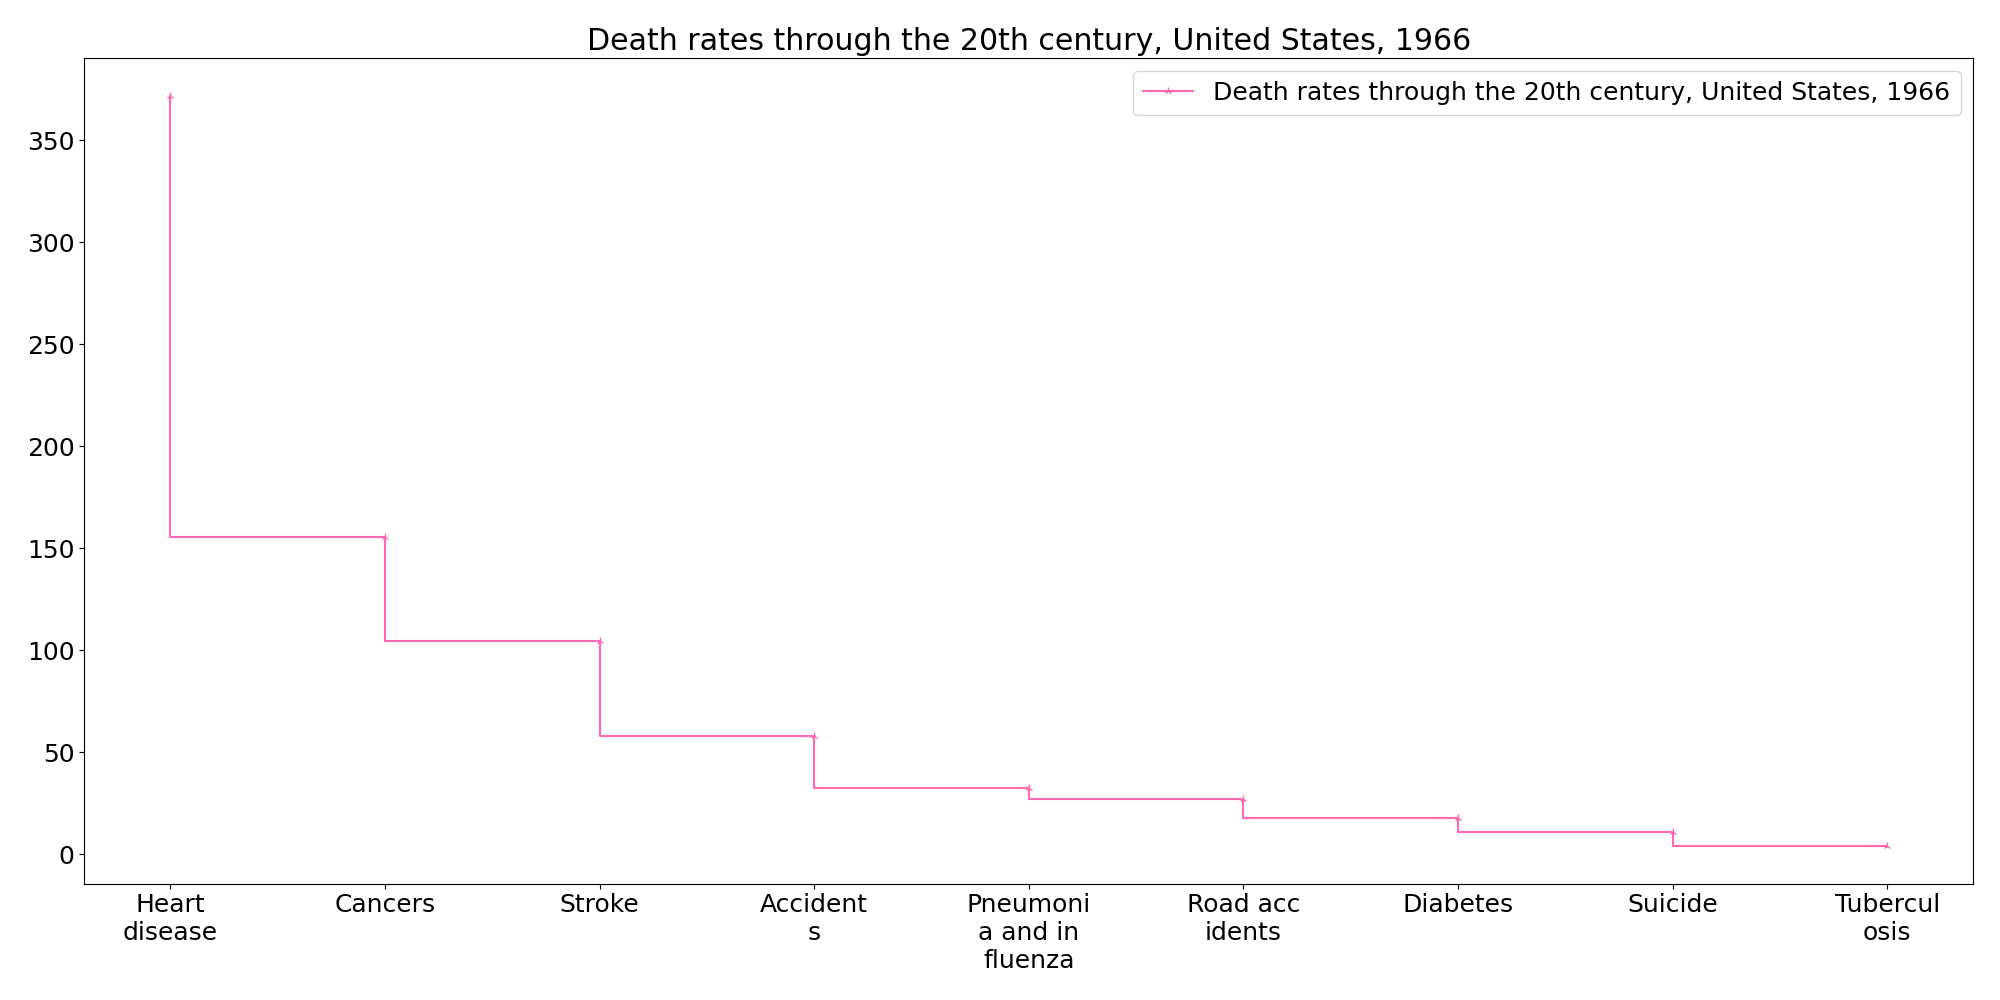 Death rates through the 20th century, United States, 1966
Death rates through the 20th century, United States, 1966
350
300
250
200
150
100
50
0
Heart
disease
Cancers
Stroke
Accident
s
Pneumoni
a and in
fluenza
Road acc
idents
Diabetes
Suicide
Tubercul
osis